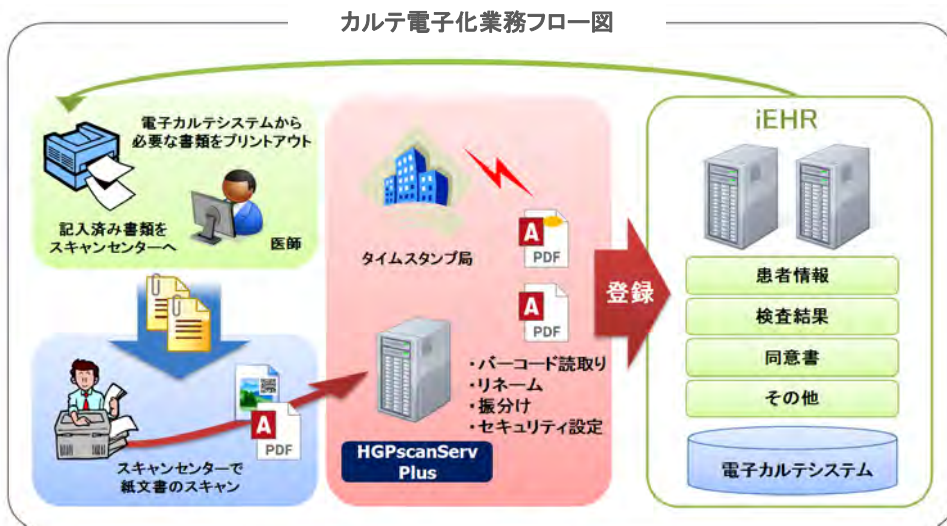 カルテ電子化業務フロー図
電子カルテシステムから
必要な書類をプリントアウト
記入済み書類を
スキャンセンターへ
医師
スキャンセンターで
紙文書のスキャン
A
PDF
タイムスタンプ局
A
PDF
A
PDF
・バーコード読取り
・リネーム
・振分け
・セキュリティ設定
HGPscanServ
Plus
登録
iEHR
患者情報
検査結果
同意書
その他
電子カルテシステム